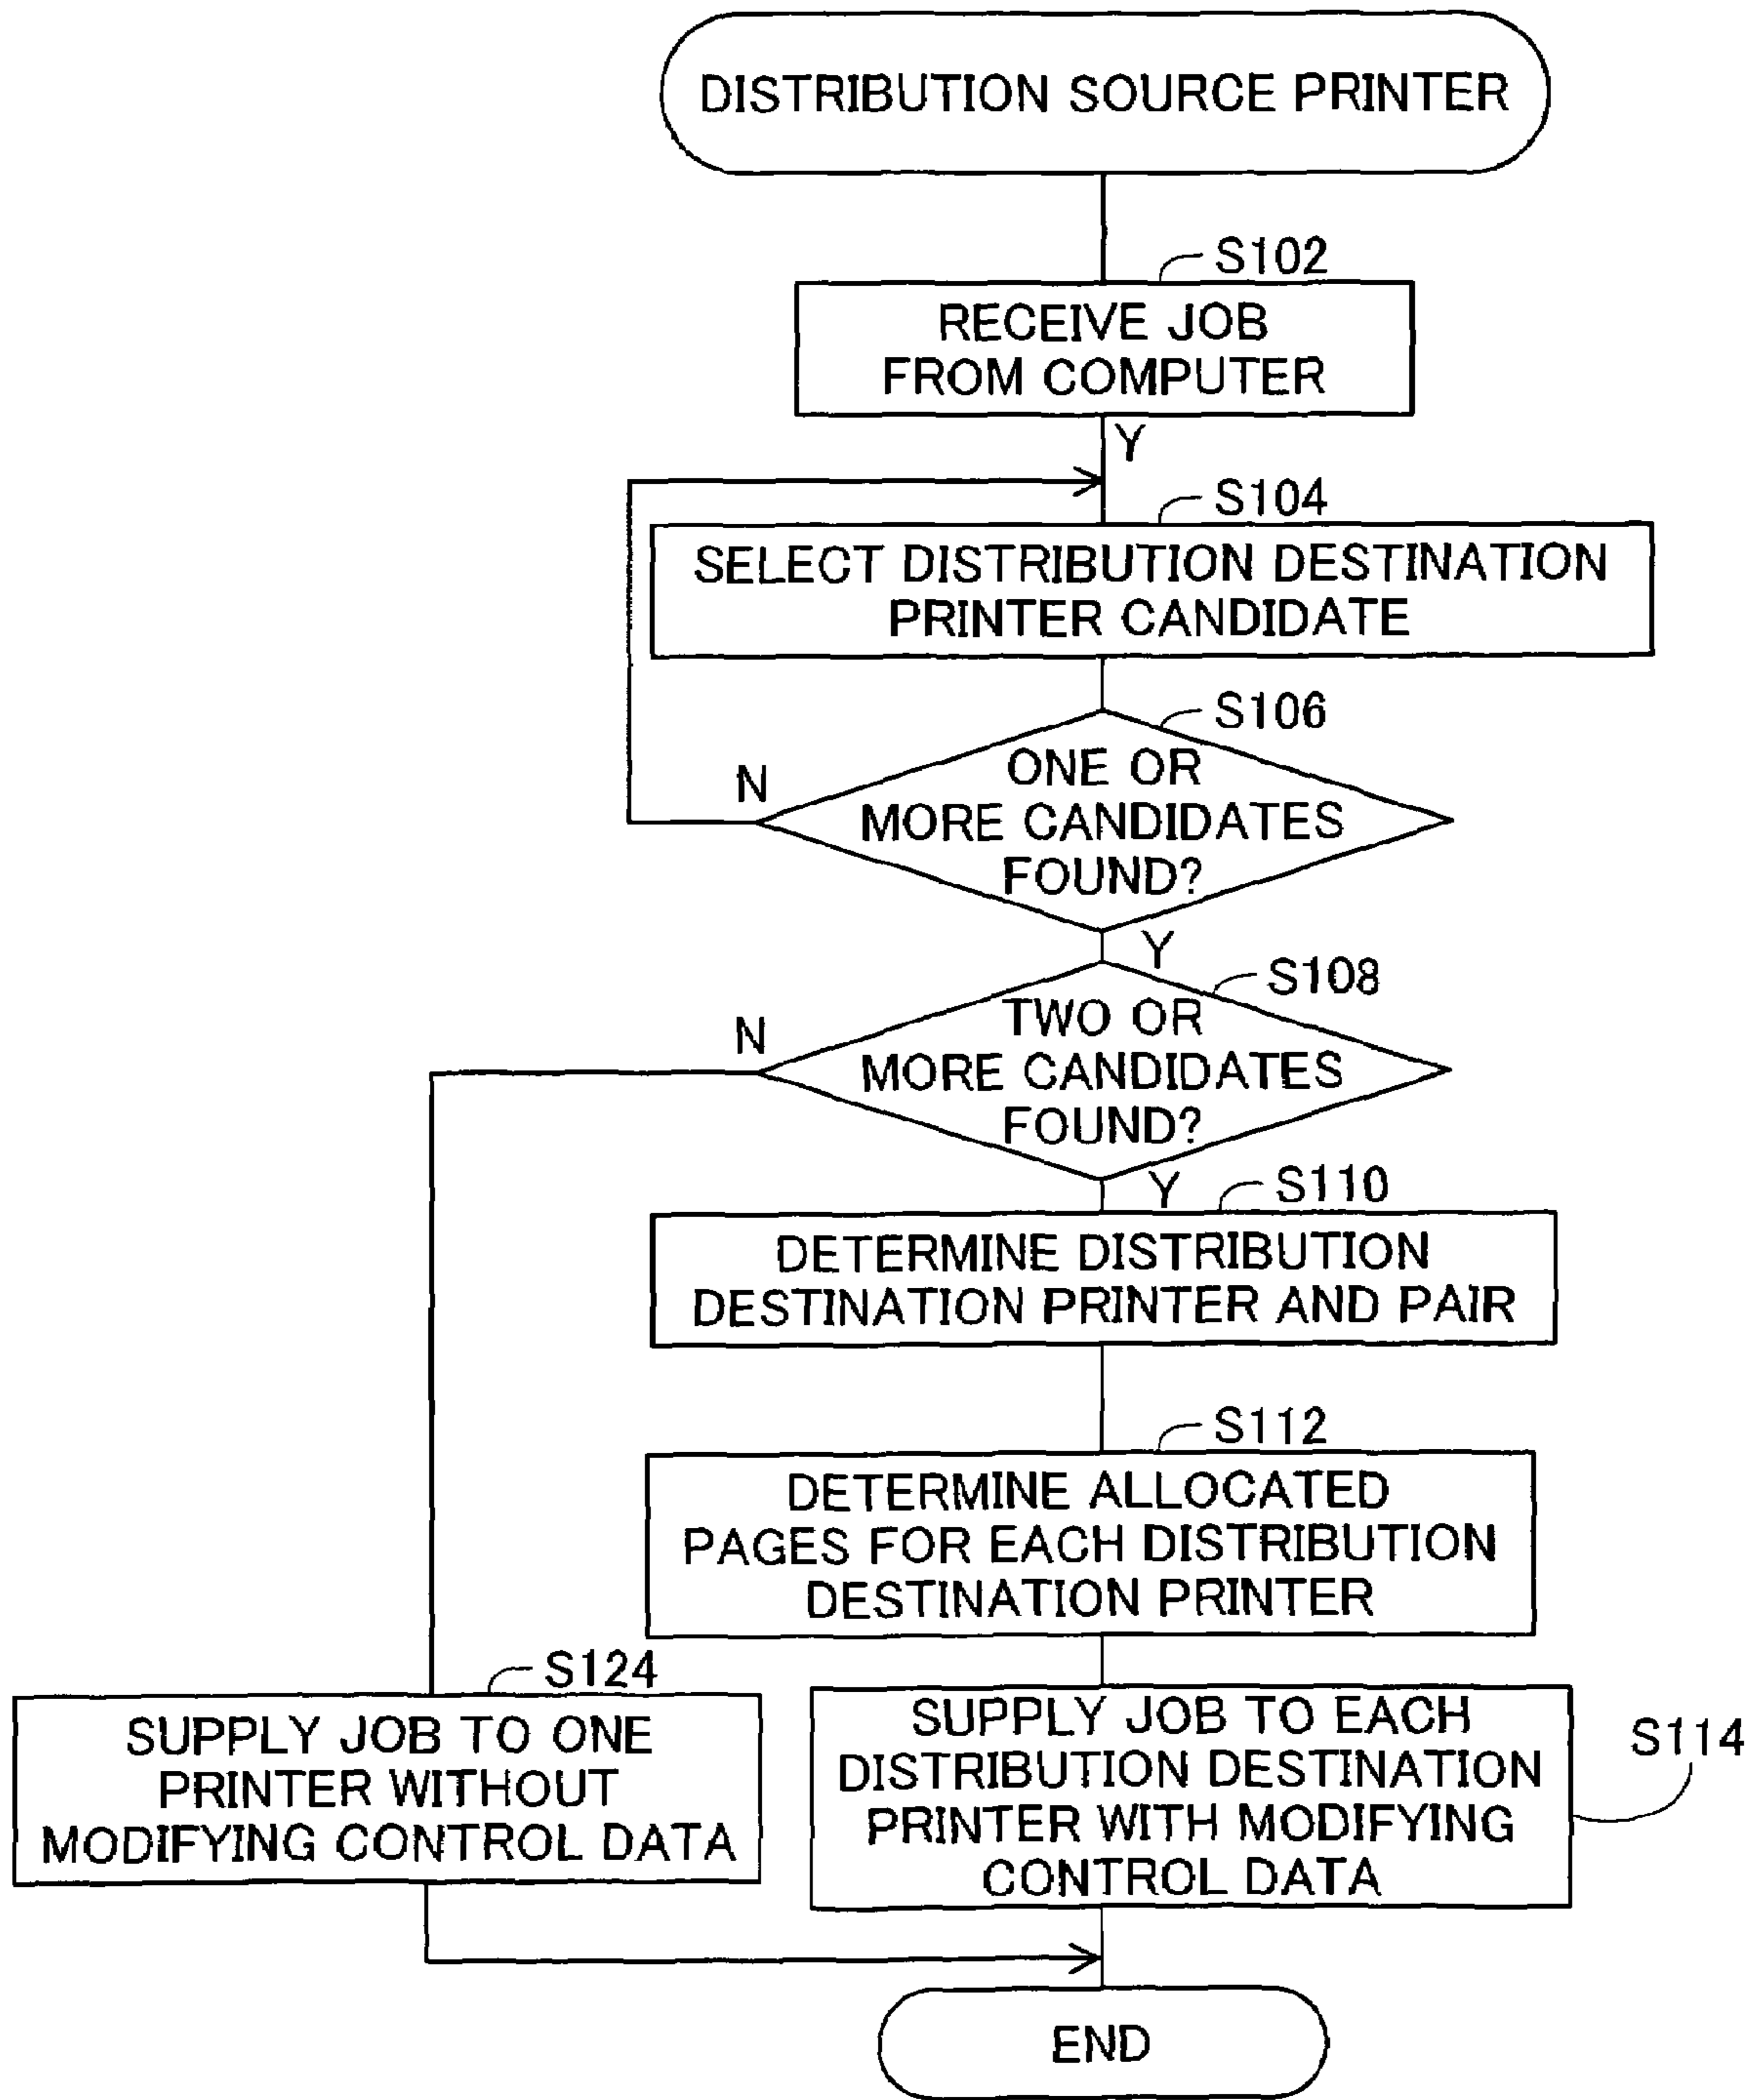 DISTRIBUTION SOURCE PRINTER
S102
RECEIVE JOB
FROM COMPUTER
Y
S104
SELECT DISTRIBUTION DESTINATION
PRINTER CANDIDATE
S106
ONE OR
MORE CANDIDATES
FOUND?
N
Y
S108
TWO OR
MORE CANDIDATES
FOUND?
N
Y
S110
DETERMINE DISTRIBUTION
DESTINATION PRINTER AND PAIR
S112
DETERMINE ALLOCATED
PAGES FOR EACH DISTRIBUTION
DESTINATION PRINTER
S124
SUPPLY JOB TO ONE
PRINTER WITHOUT
MODIFYING CONTROL DATA
SUPPLY JOB TO EACH
DISTRIBUTION DESTINATION
PRINTER WITH MODIFYING
CONTROL DATA
S114
END